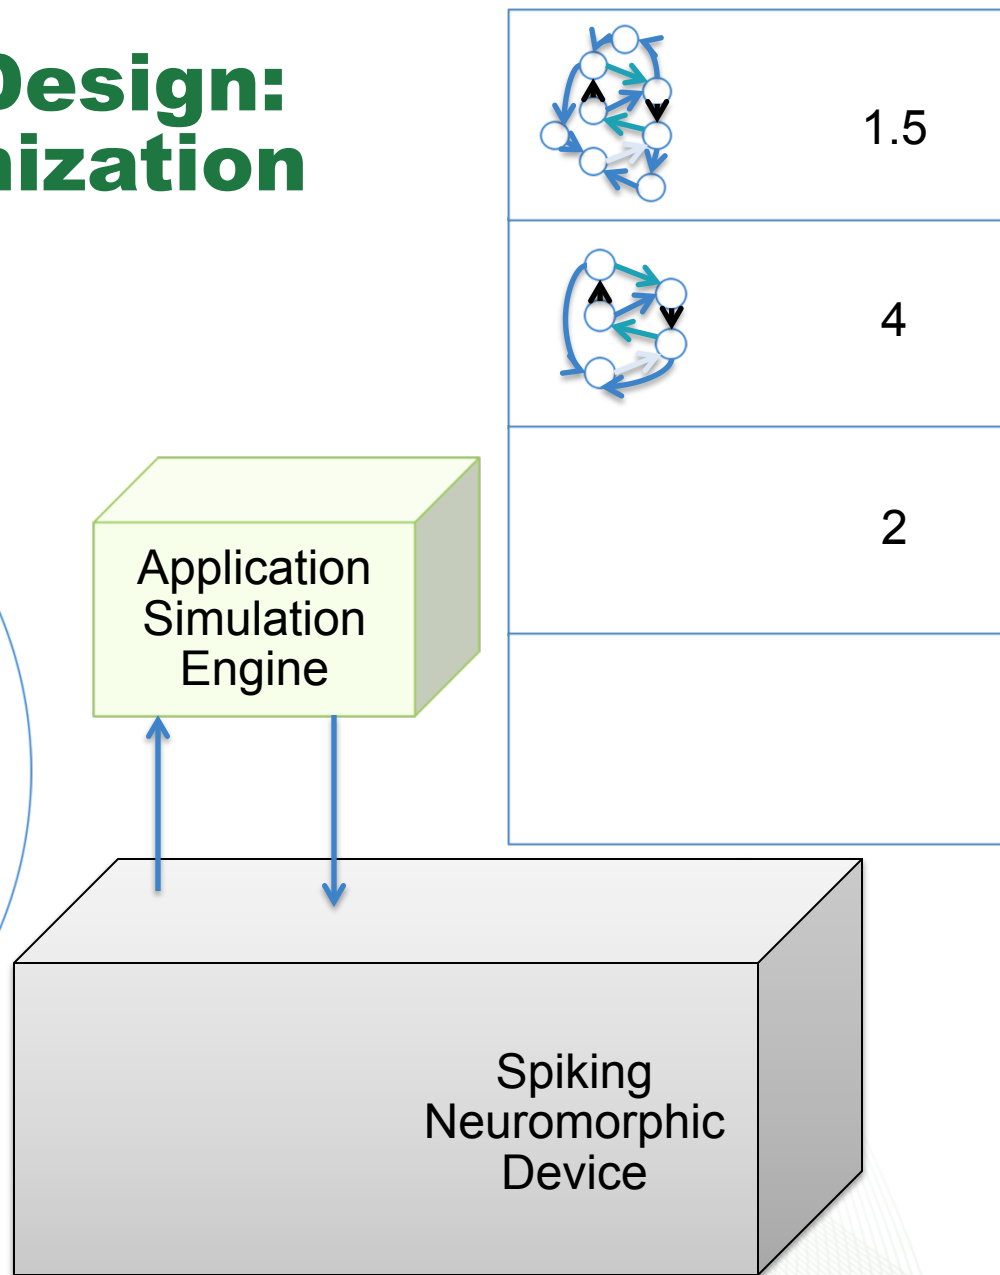 Design:
nization
1.5
4
2
Application
Simulation
Engine
Spiking
Neuromorphic
Device